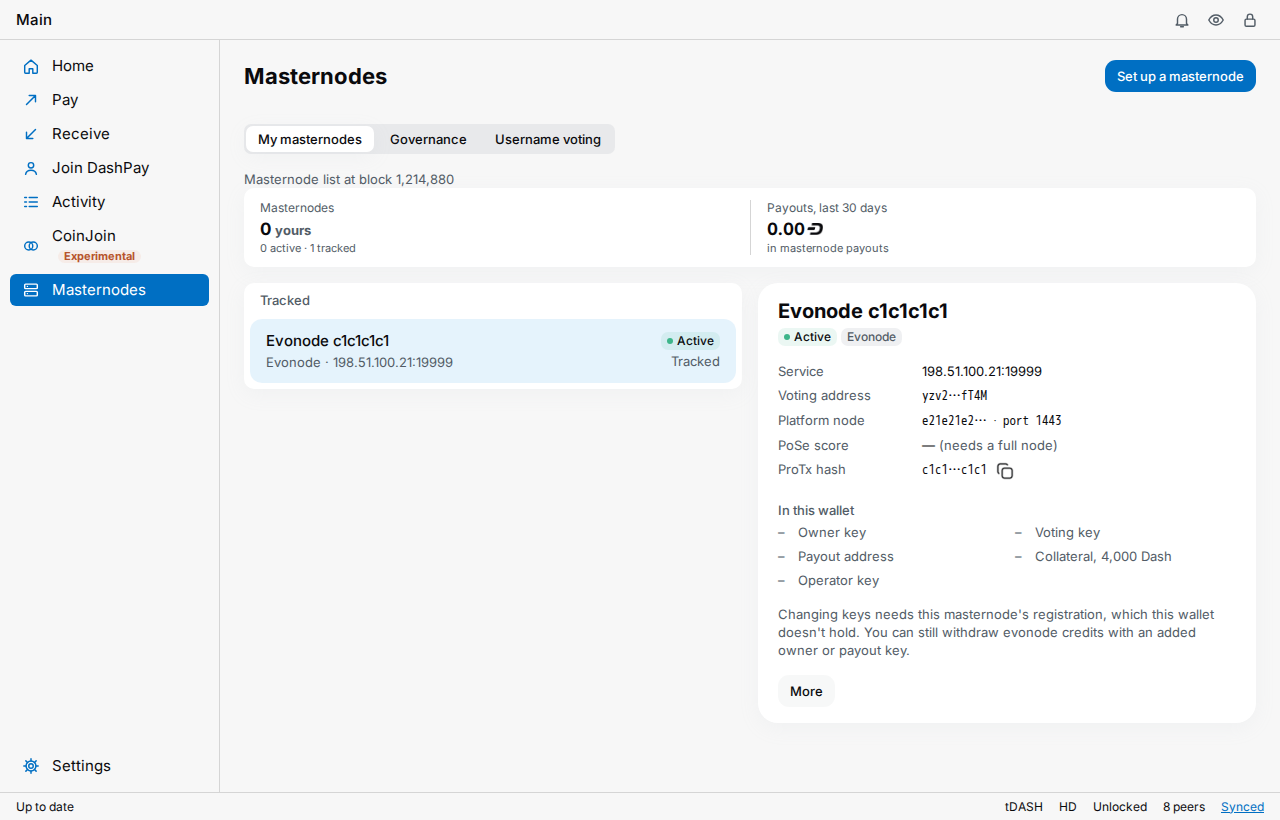 Main
Home
Pay
Receive
Join DashPay
Activity
CoinJoin
Experimental
Masternodes
Settings
Masternodes
Set up a masternode
My masternodes
Governance
Username voting
Masternode list at block 1,214,880
Masternodes
0 yours
0 active · 1 tracked
Payouts, last 30 days
0.00
in masternode payouts
Tracked
Evonode c1c1c1c1
Active
Evonode · 198.51.100.21:19999
Tracked
Evonode c1c1c1c1
Active
Evonode
Service 198.51.100.21:19999
Voting address yzv2···fT4M
Platform node e21e21e2··· · port 1443
PoSe score — (needs a full node)
ProTx hash c1c1···c1c1
In this wallet
– Owner key
– Voting key
– Payout address
– Collateral, 4,000 Dash
– Operator key
Changing keys needs this masternode's registration, which this wallet
doesn't hold. You can still withdraw evonode credits with an added
owner or payout key.
More
Up to date
tDASH
HD
Unlocked
8 peers
Synced